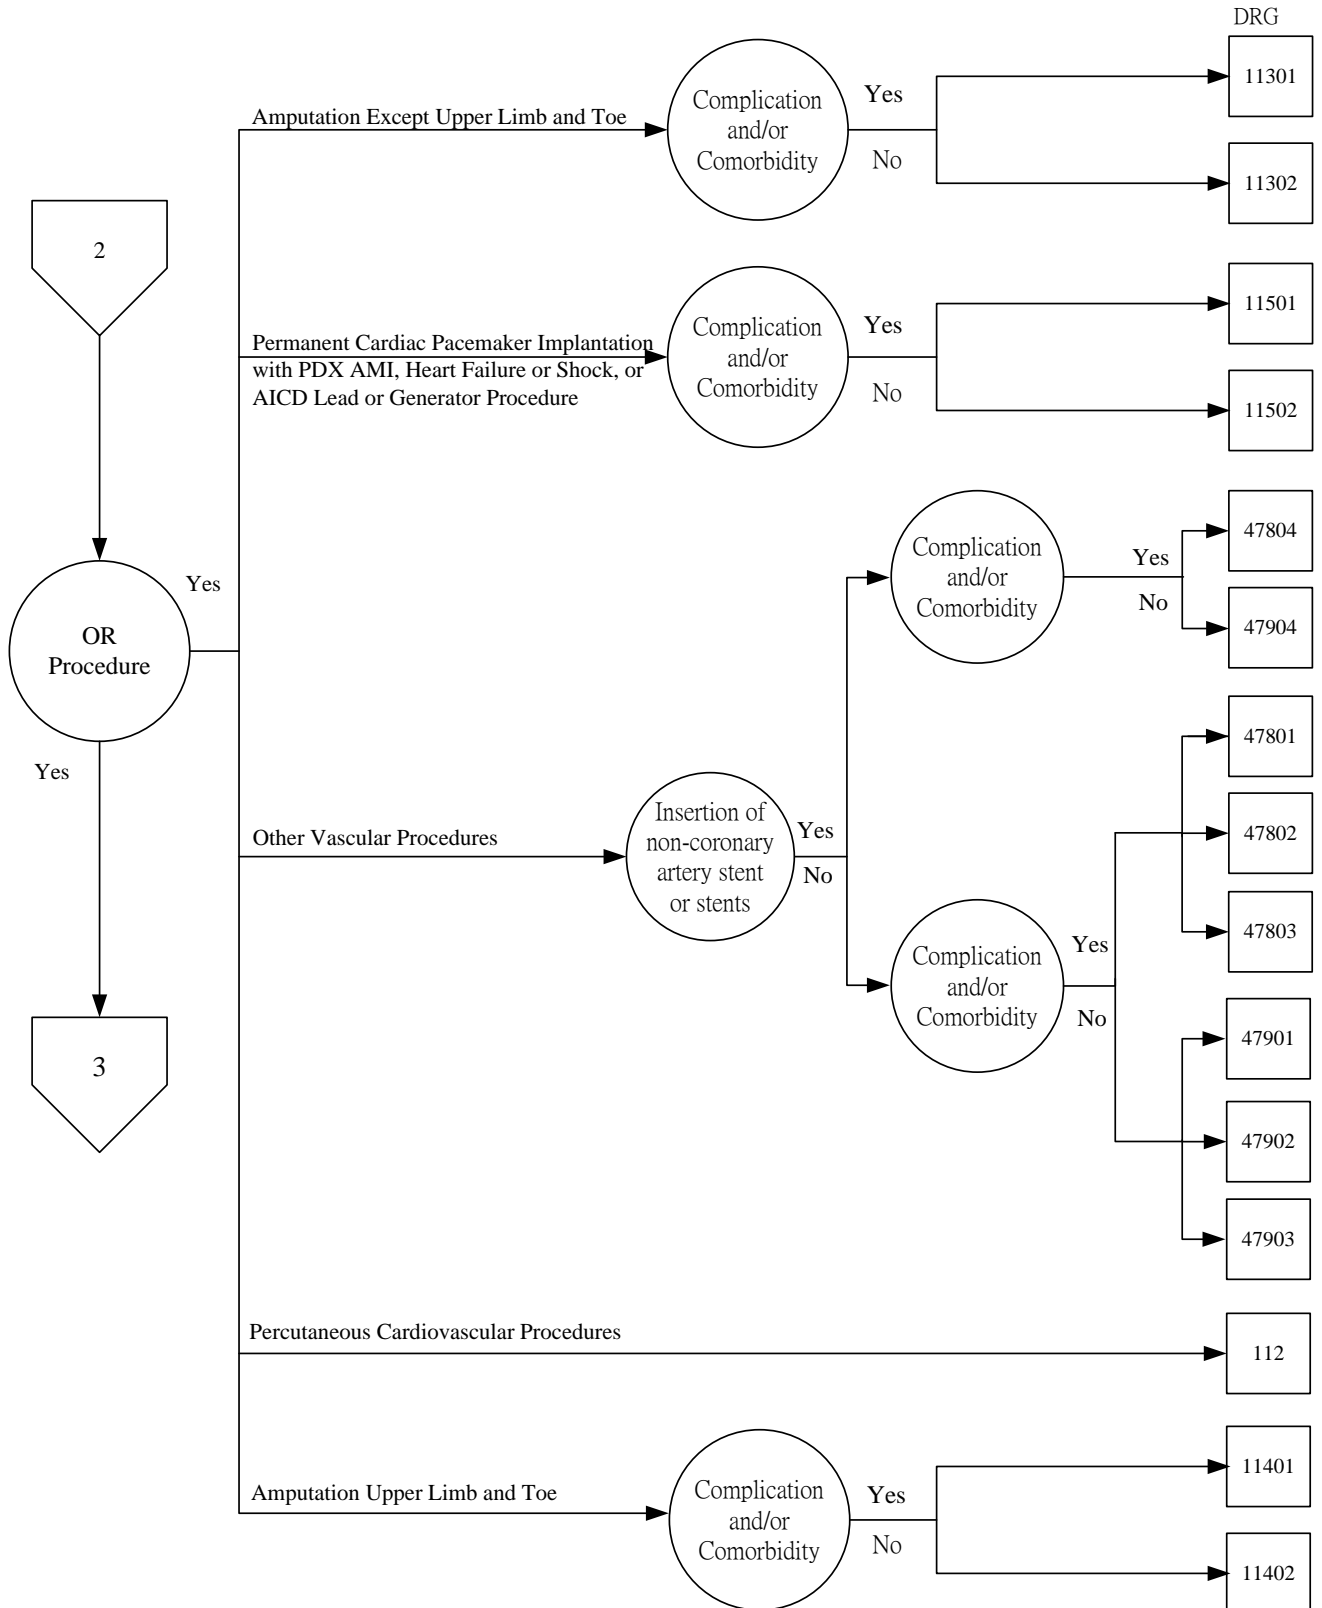 DRG
Amputation Except Upper Limb and Toe
Complication
and/or
Comorbidity
Yes
No
11301
11302
2
Permanent Cardiac Pacemaker Implantation
with PDX AMI, Heart Failure or Shock, or
AICD Lead or Generator Procedure
Complication
and/or
Comorbidity
Yes
No
11501
11502
OR
Procedure
Yes
Yes
3
Other Vascular Procedures
Insertion of
non-coronary
artery stent
or stents
Yes
No
Complication
and/or
Comorbidity
Yes
No
47804
47904
Complication
and/or
Comorbidity
Yes
No
47801
47802
47803
47901
47902
47903
Percutaneous Cardiovascular Procedures
112
Amputation Upper Limb and Toe
Complication
and/or
Comorbidity
Yes
No
11401
11402